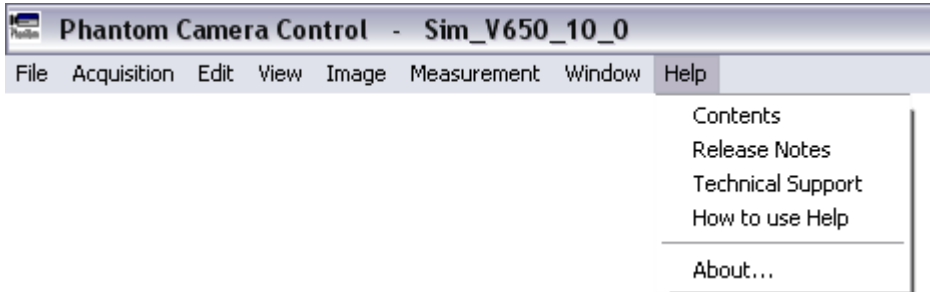 Phantom Camera Control - Sim_V650_10_0
File Acquisition Edit View Image Measurement Window Help
Contents
Release Notes
Technical Support
How to use Help
About...